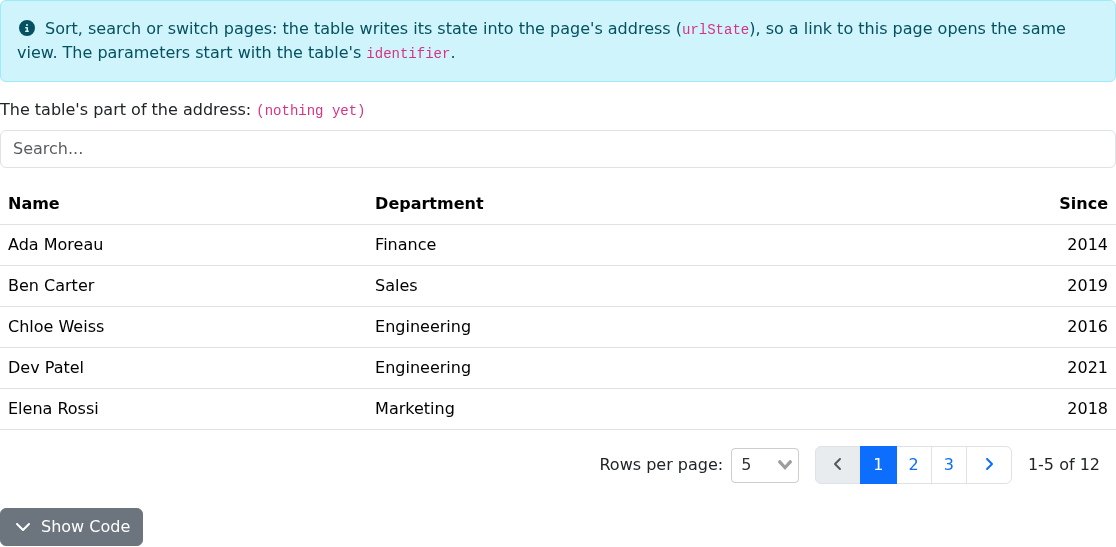 Sort, search or switch pages: the table writes its state into the page's address (urlState), so a link to this page opens the same
view. The parameters start with the table's identifier.
The table's part of the address: (nothing yet)
Search...
Name Department Since
Ada Moreau Finance 2014
Ben Carter Sales 2019
Chloe Weiss Engineering 2016
Dev Patel Engineering 2021
Elena Rossi Marketing 2018
Rows per page: 5 1 2 3 1-5 of 12
Show Code